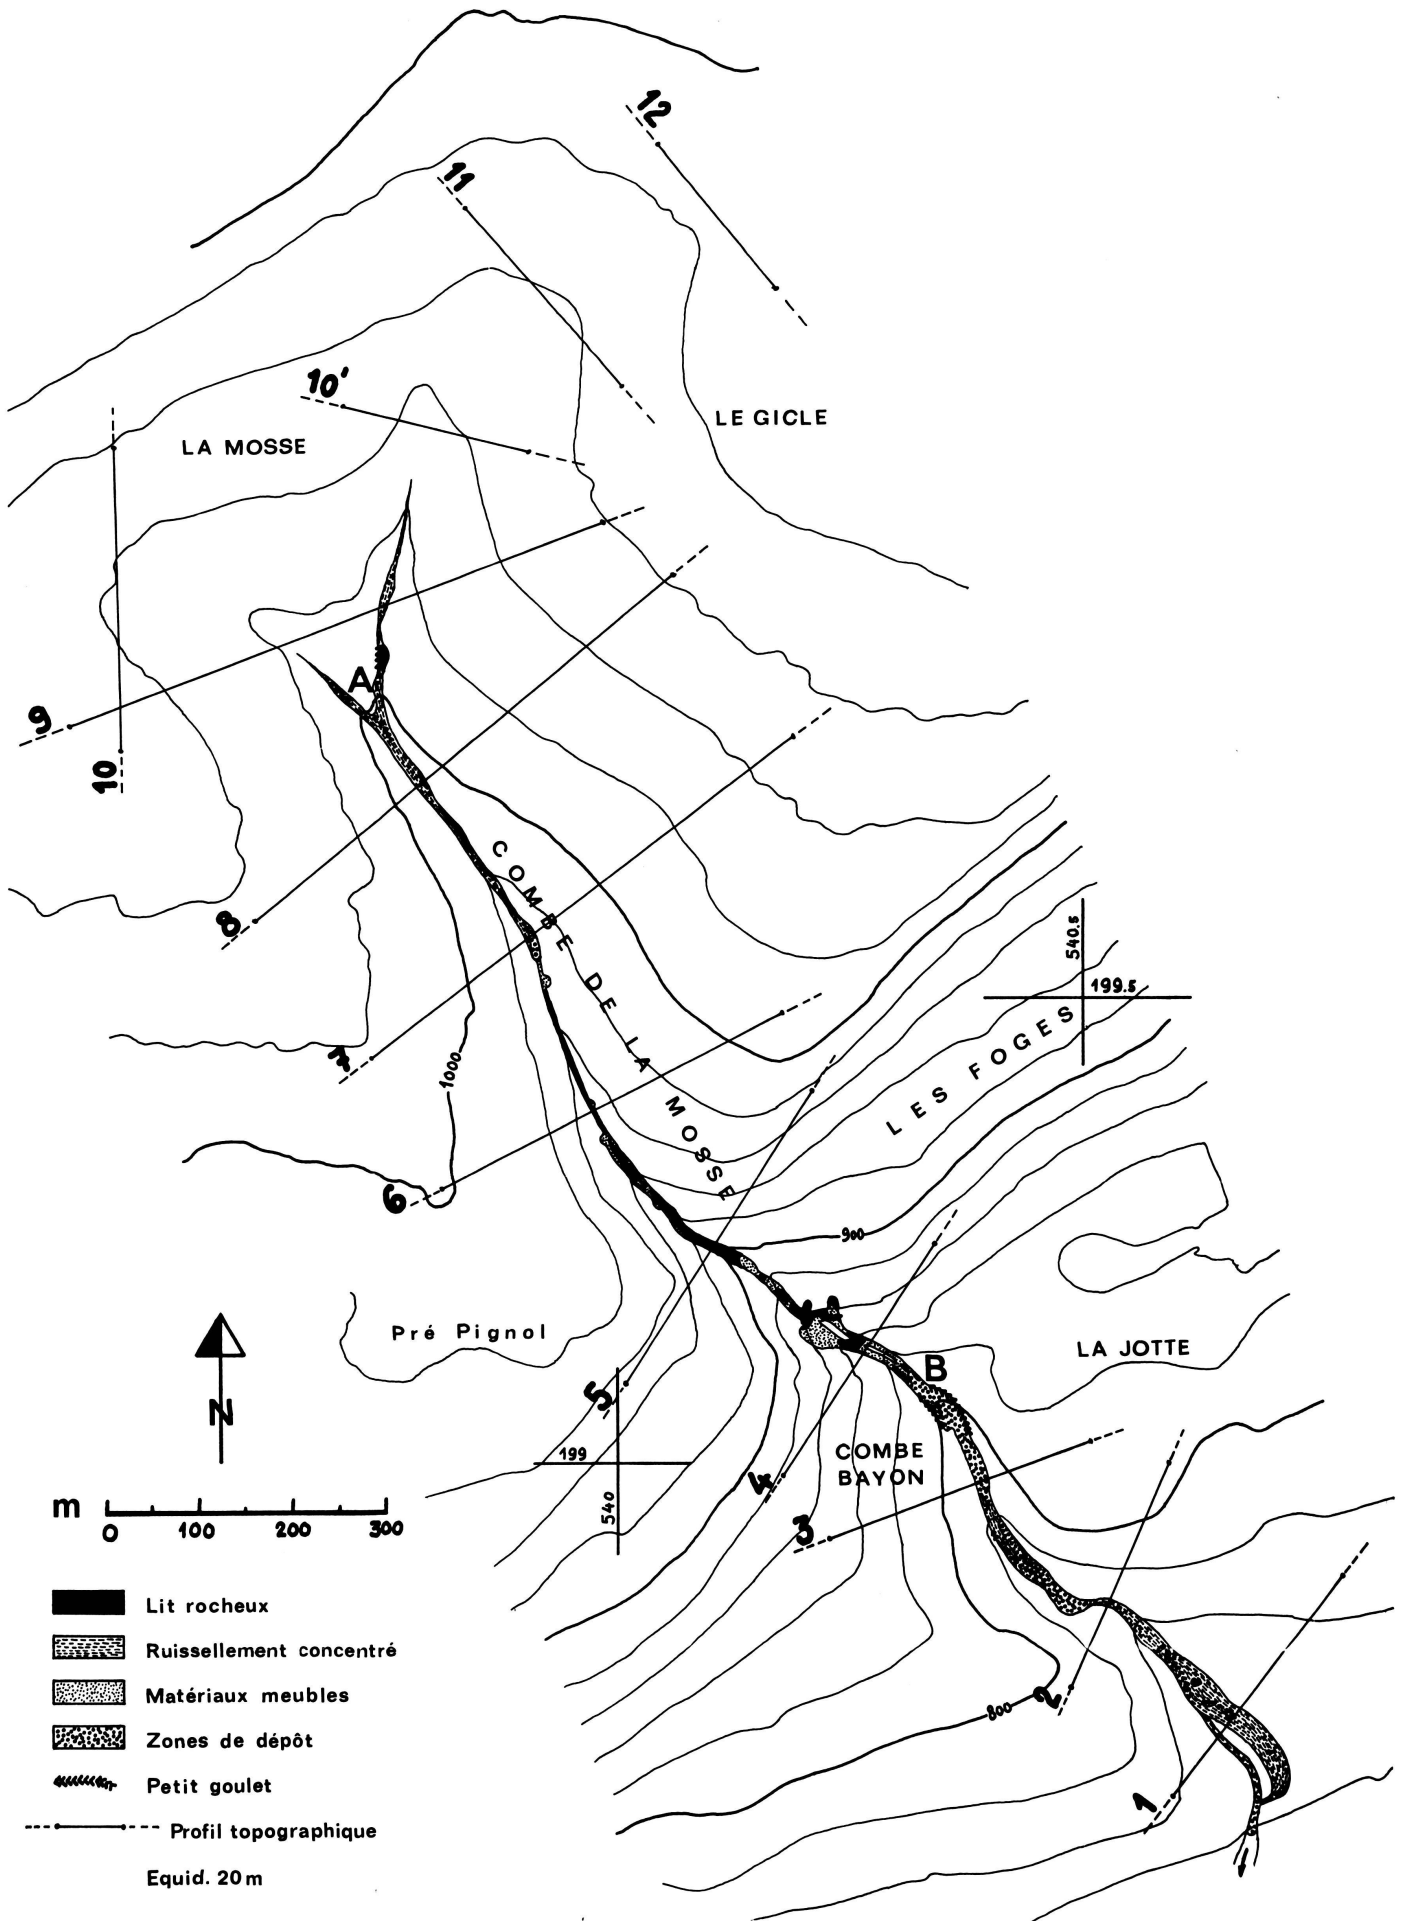 12
11
10'
LE GICLE
LA MOSSE
A
9
10
COMBE DE LA MOSSE
8
540.5
199.5
LES FOGES
7
1000
6
900
Pré Pignol
LA JOTTE
B
N
5
199
540
4
COMBE
BAYON
3
m
0 100 200 300
2
800
1
Lit rocheux
Ruissellement concentré
Matériaux meubles
Zones de dépôt
Petit goulet
Profil topographique
Equid. 20 m